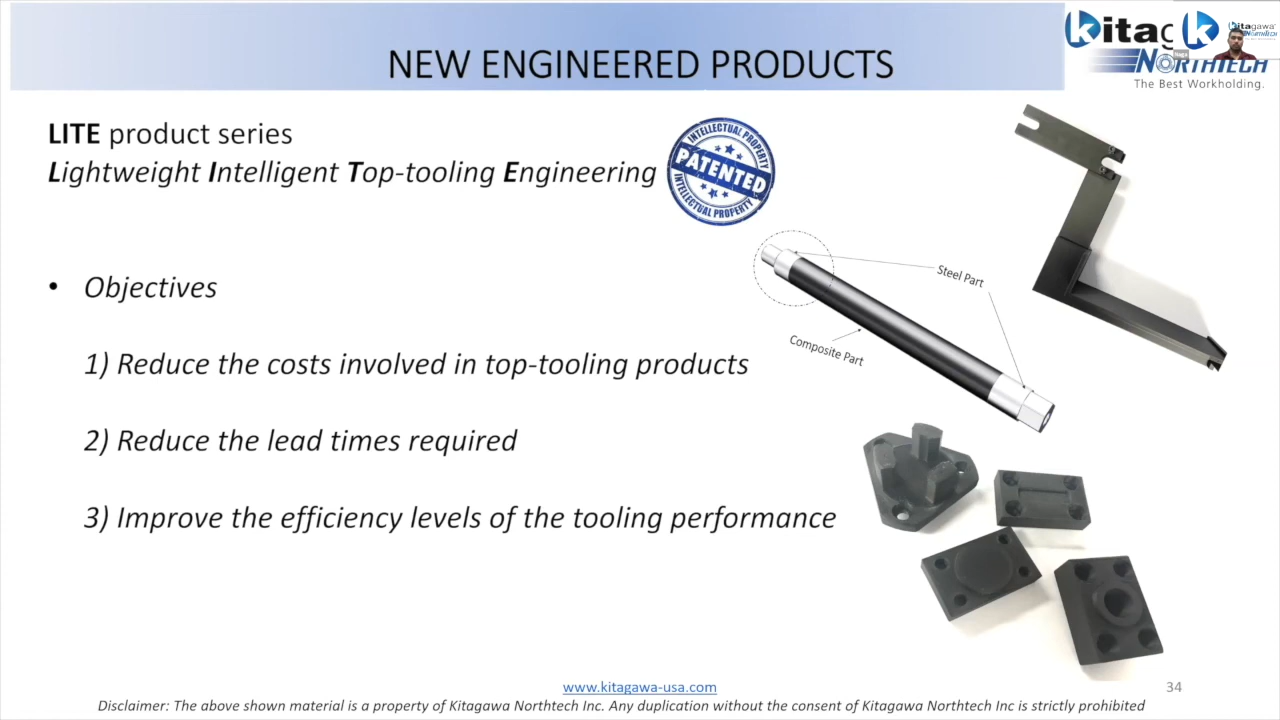 NEW ENGINEERED PRODUCTS
kitag
Kitagawa
NORTHTECH
The Best Workholding.
LITE product series
Lightweight Intelligent Top-tooling Engineering
INTELLECTUAL PROPERTY
PATENTED
INTELLECTUAL PROPERTY
• Objectives
1) Reduce the costs involved in top-tooling products
2) Reduce the lead times required
3) Improve the efficiency levels of the tooling performance
Steel Part
Composite Part
www.kitagawa-usa.com
34
Disclaimer: The above shown material is a property of Kitagawa Northtech Inc. Any duplication without the consent of Kitagawa Northtech Inc is strictly prohibited